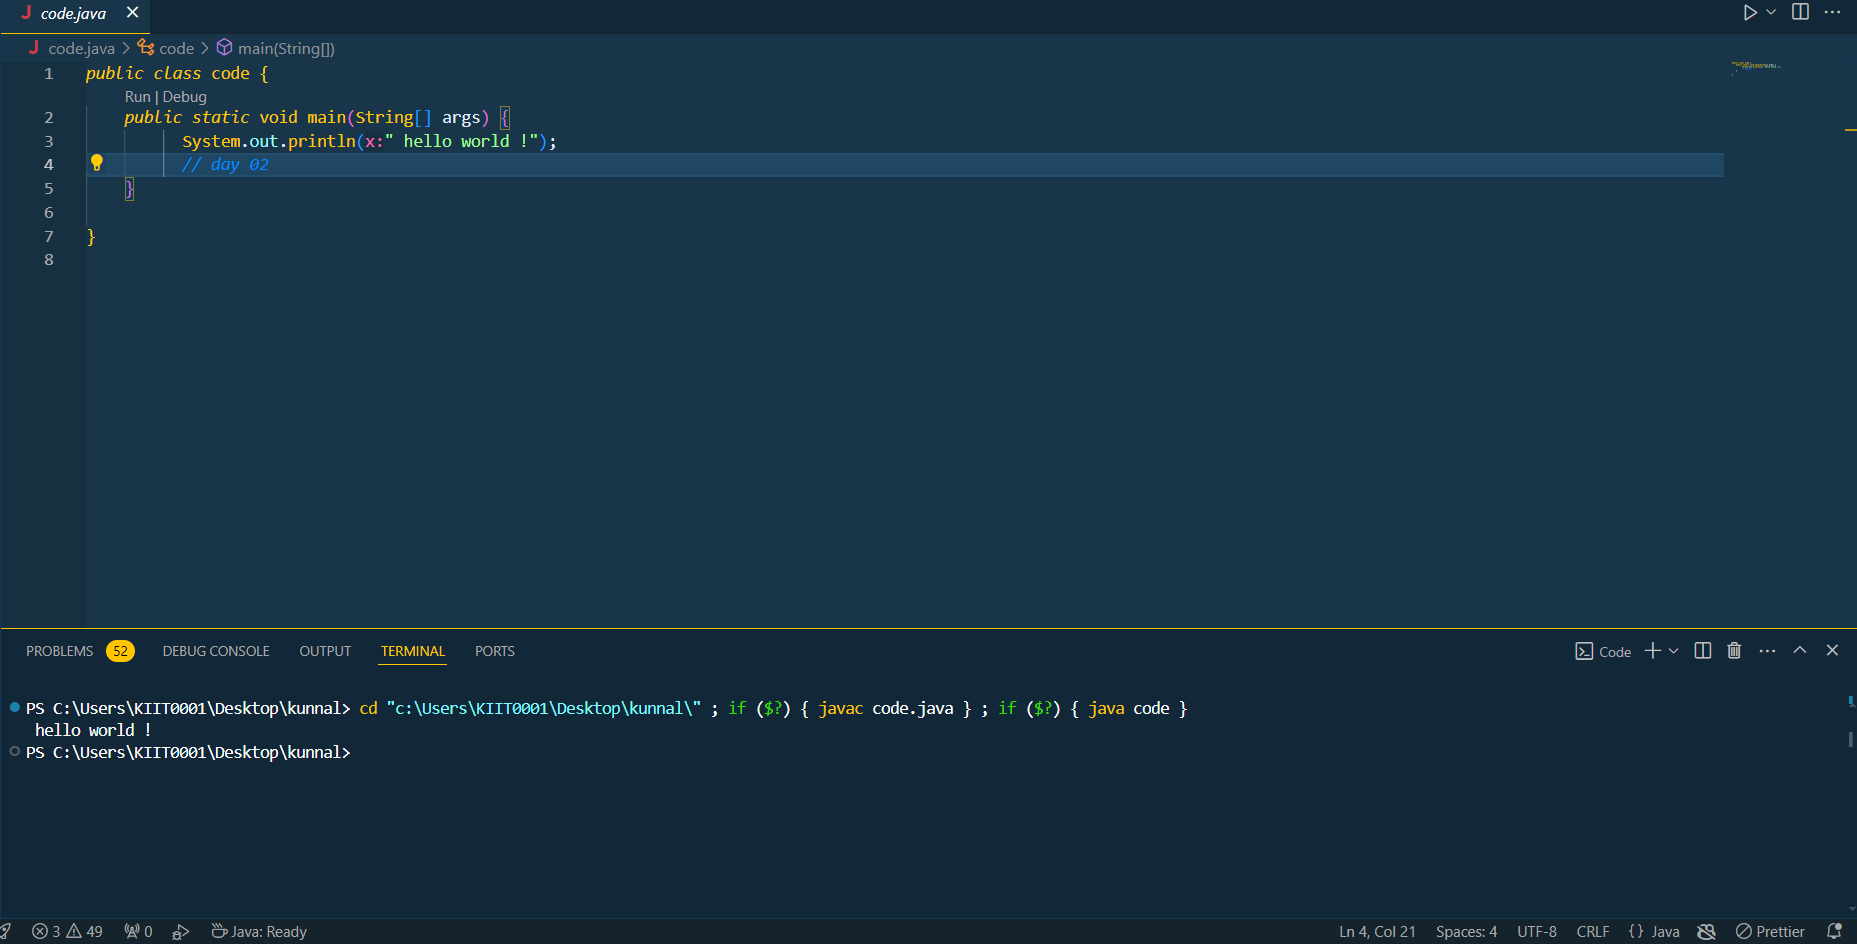 code.java
code.java > code > main(String[])
1 public class code {
Run | Debug
2 public static void main(String[] args) {
3 System.out.println(x:" hello world !");
4 // day 02
5 }
6
7 }
8
PROBLEMS 52 DEBUG CONSOLE OUTPUT TERMINAL PORTS Code
PS C:\Users\KIIT0001\Desktop\kunnal> cd "c:\Users\KIIT0001\Desktop\kunnal\" ; if ($?) { javac code.java } ; if ($?) { java code }
hello world !
PS C:\Users\KIIT0001\Desktop\kunnal>
3 49 0 Java: Ready Ln 4, Col 21 Spaces: 4 UTF-8 CRLF {} Java Prettier